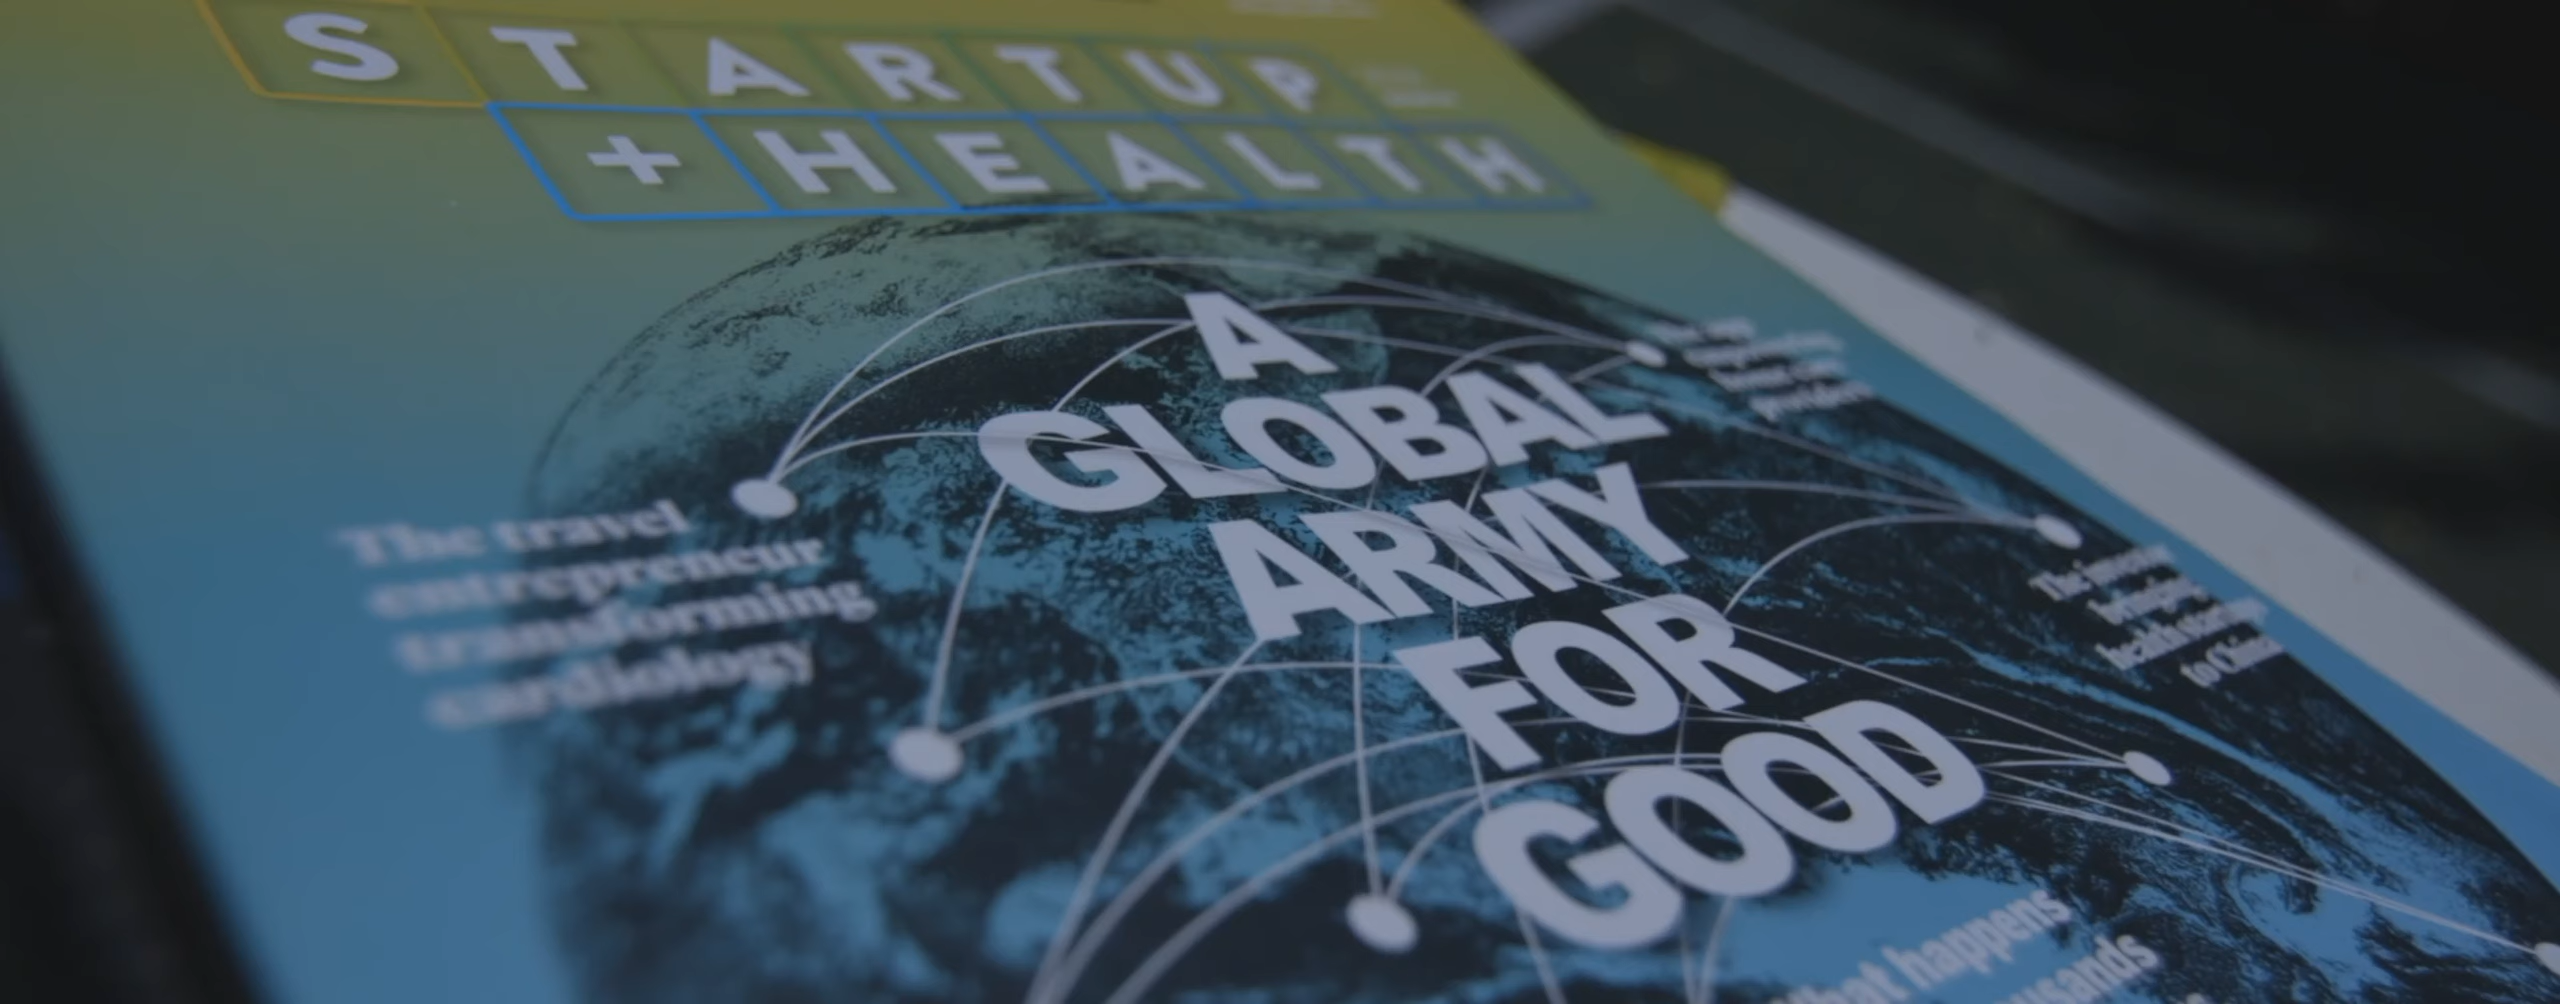 STARTUP
+HEALTH
A
GLOBAL
ARMY
FOR
GOOD
The travel
entrepreneur
transforming
cardiology
to China
what happens